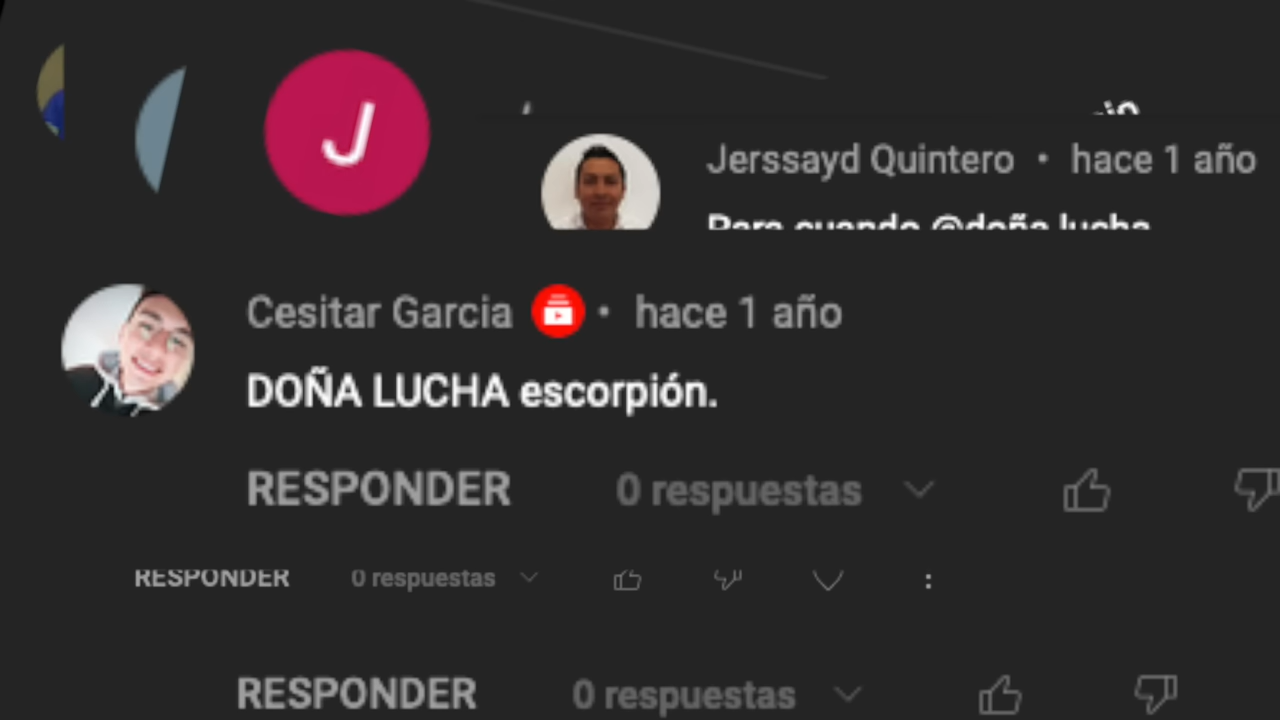 J
Jerssayd Quintero • hace 1 año
Para cuando @doña lucha
Cesitar Garcia • hace 1 año
DOÑA LUCHA escorpión.
RESPONDER 0 respuestas
RESPONDER 0 respuestas
RESPONDER 0 respuestas